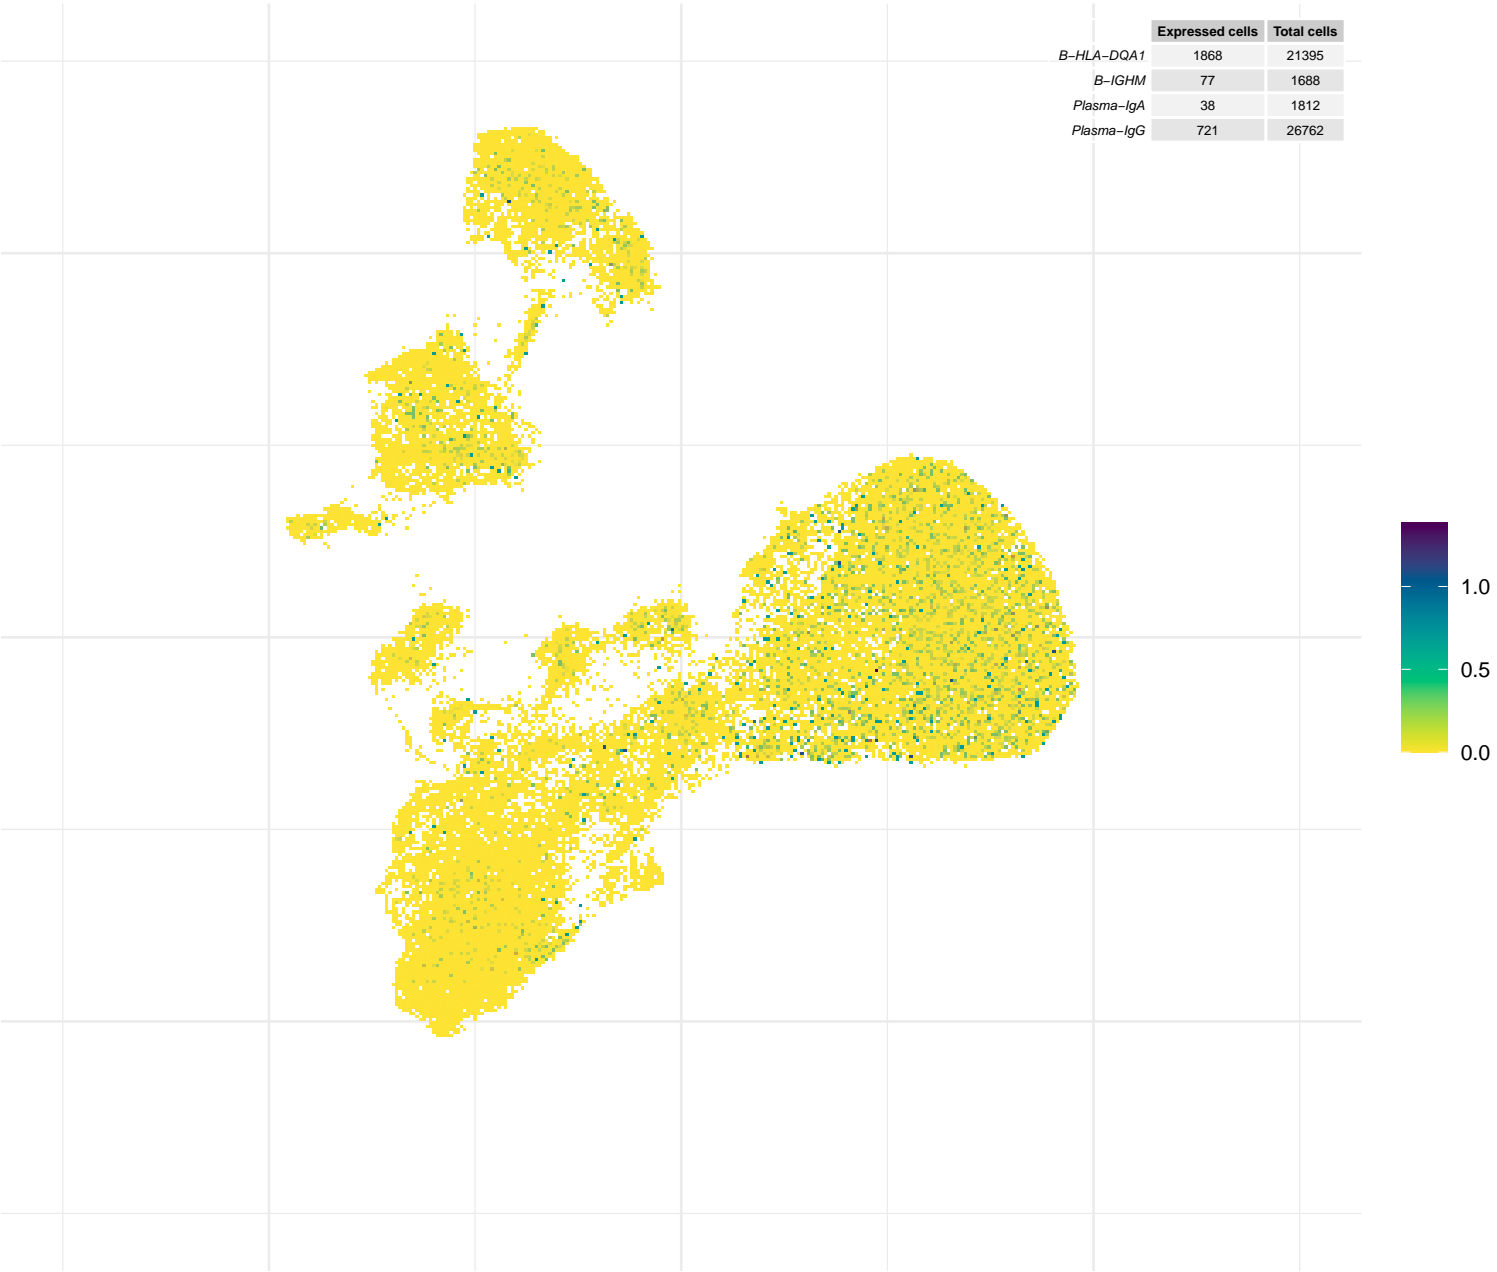 Expressed cells Total cells
B−HLA−DQA1 1868 21395
B−IGHM 77 1688
Plasma−IgA 38 1812
Plasma−IgG 721 26762
1.0
0.5
0.0